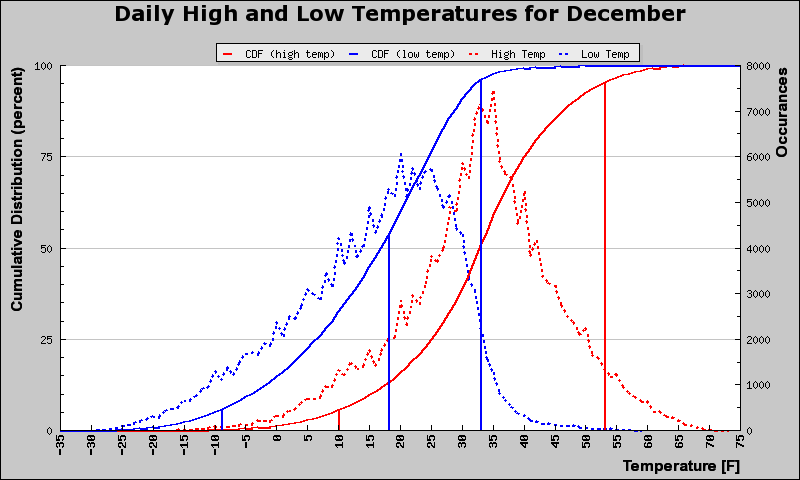 Daily High and Low Temperatures for December
CDF (high temp) CDF (low temp) High Temp Low Temp
Cumulative Distribution (percent)
100
75
50
25
0
8000
7000
6000
5000
4000
3000
2000
1000
0
Occurances
-35 -30 -25 -20 -15 -10 -5 0 5 10 15 20 25 30 35 40 45 50 55 60 65 70 75
Temperature [F]